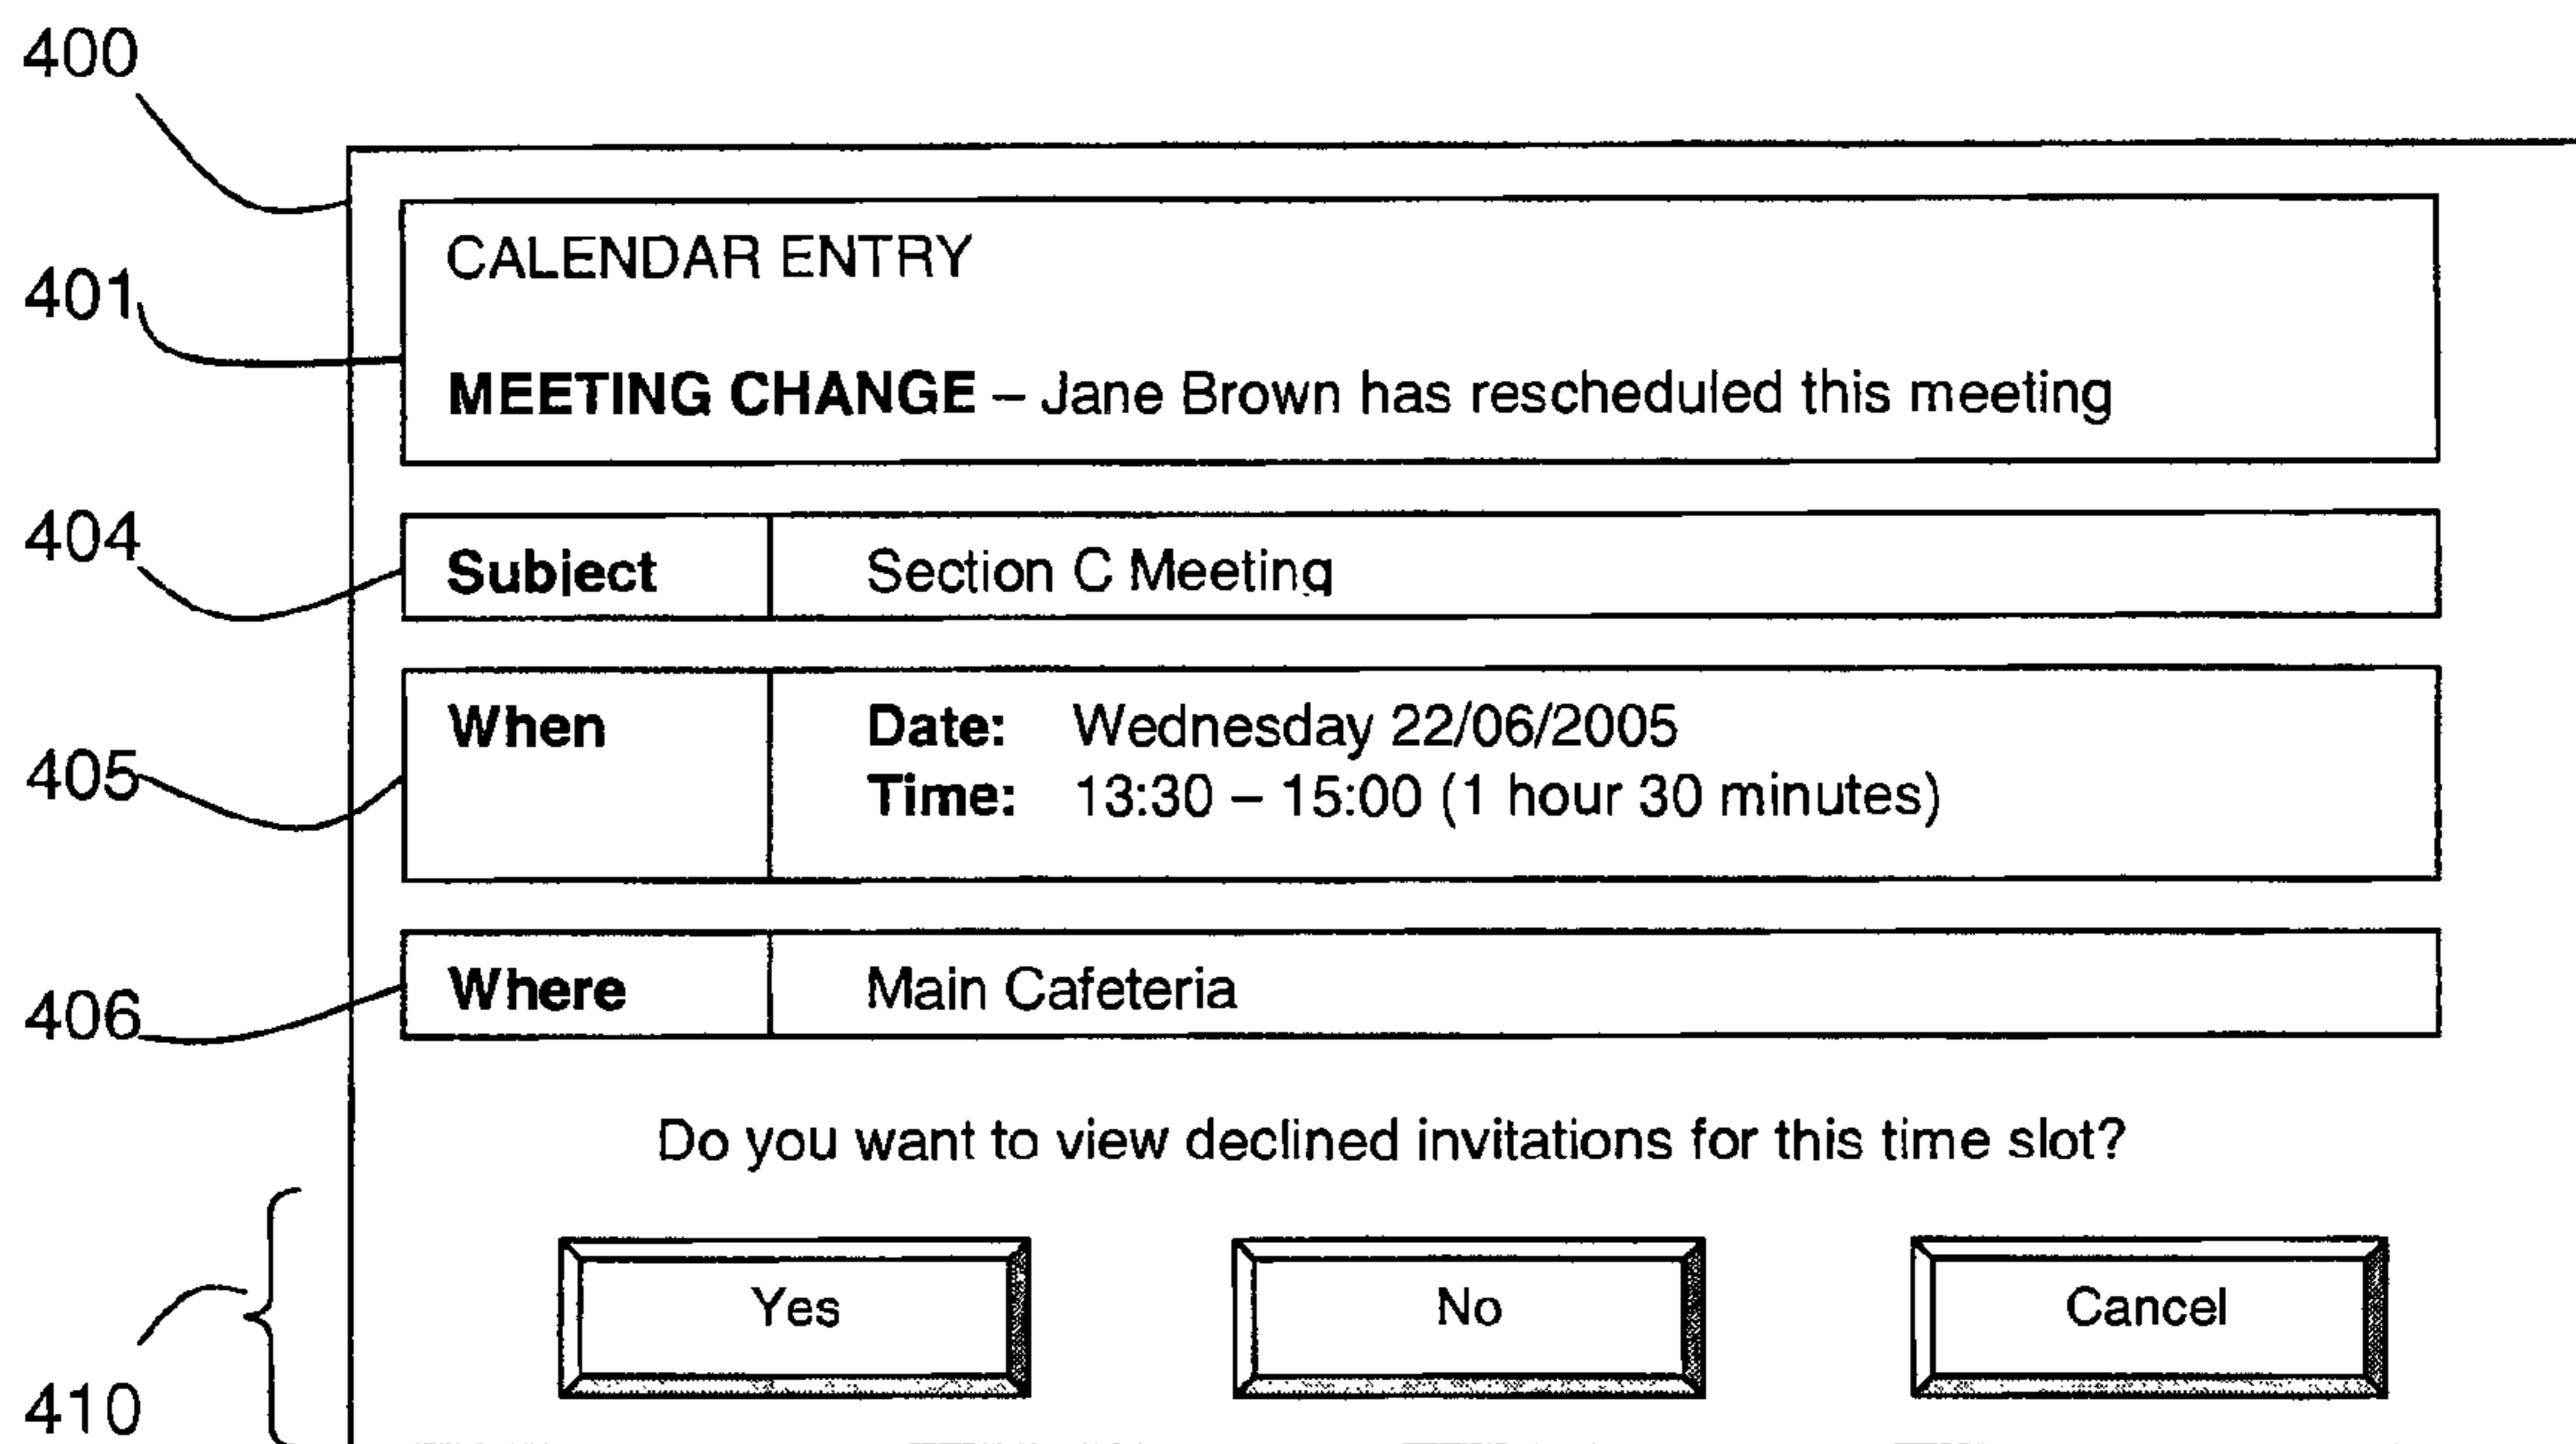 400
CALENDAR ENTRY
401
MEETING CHANGE – Jane Brown has rescheduled this meeting
404
Subject Section C Meeting
When Date: Wednesday 22/06/2005
405
Time: 13:30 – 15:00 (1 hour 30 minutes)
406
Where Main Cafeteria
Do you want to view declined invitations for this time slot?
Yes No Cancel
410